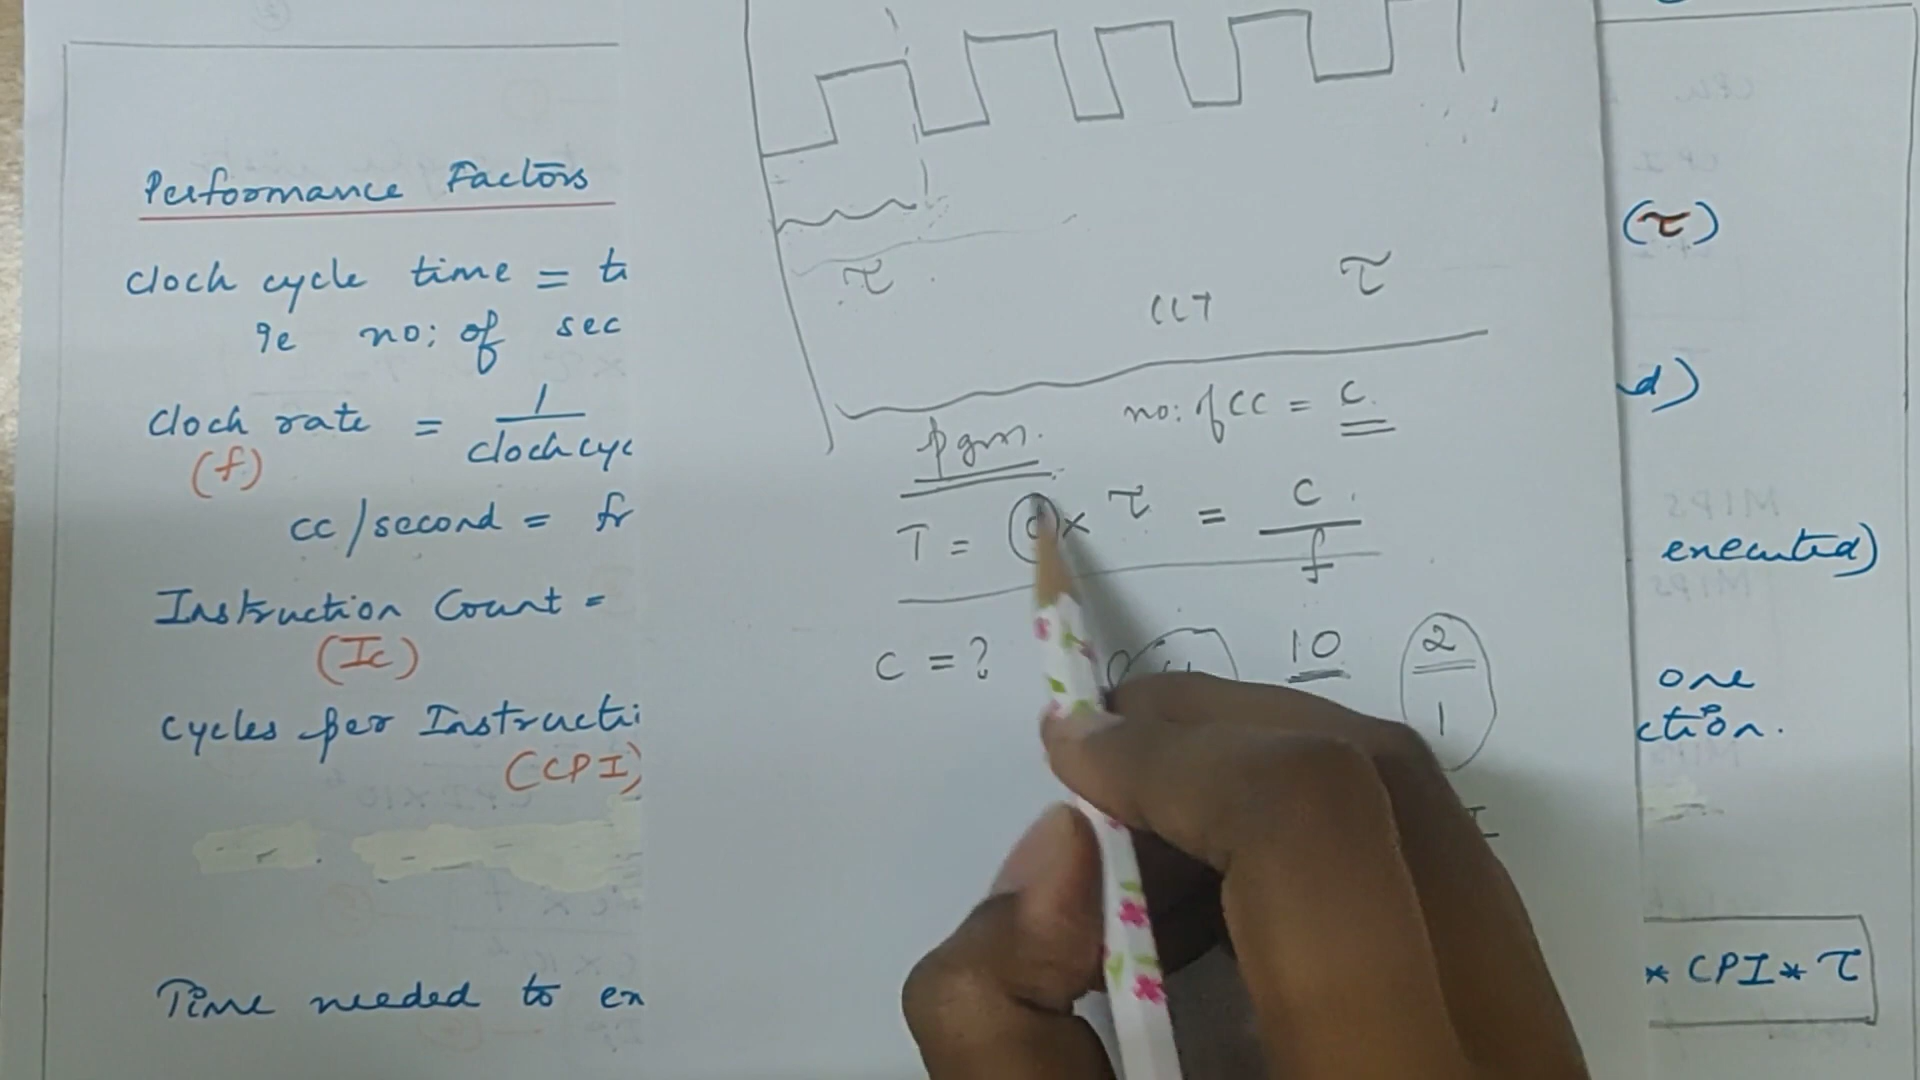 Performance Factors
Clock cycle time =
ie no; of sec
Clock rate = 1
clock cyc
(f)
cc/second = fr
Instruction Count =
(Ic)
Cycles per Instructi
(CPI)
Time needed to ex
τ
CCT
τ
no: of CC = C
pgm.
T = C × τ = C
f
C = ?
10
2
1
(τ)
d)
executed)
one
ction.
* CPI * τ